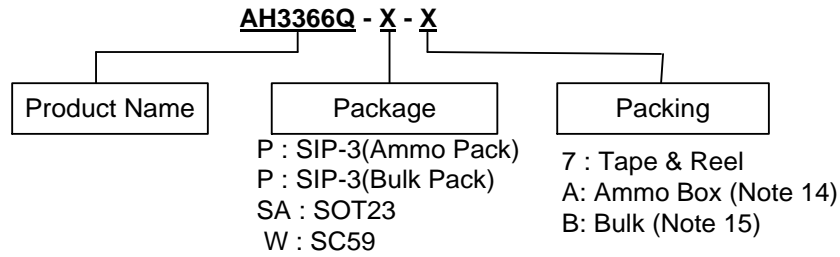 AH3366Q - X - X
Product Name
Package
Packing
P : SIP-3(Ammo Pack)
P : SIP-3(Bulk Pack)
SA : SOT23
W : SC59
7 : Tape & Reel
A: Ammo Box (Note 14)
B: Bulk (Note 15)